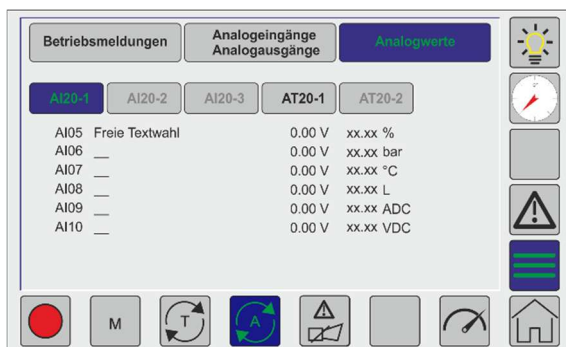 Betriebsmeldungen
Analogeingänge
Analogausgänge
Analogwerte
AI20-1 AI20-2 AI20-3 AT20-1 AT20-2
AI05 Freie Textwahl 0.00 V xx.xx %
AI06 __ 0.00 V xx.xx bar
AI07 __ 0.00 V xx.xx °C
AI08 __ 0.00 V xx.xx L
AI09 __ 0.00 V xx.xx ADC
AI10 __ 0.00 V xx.xx VDC
M T A